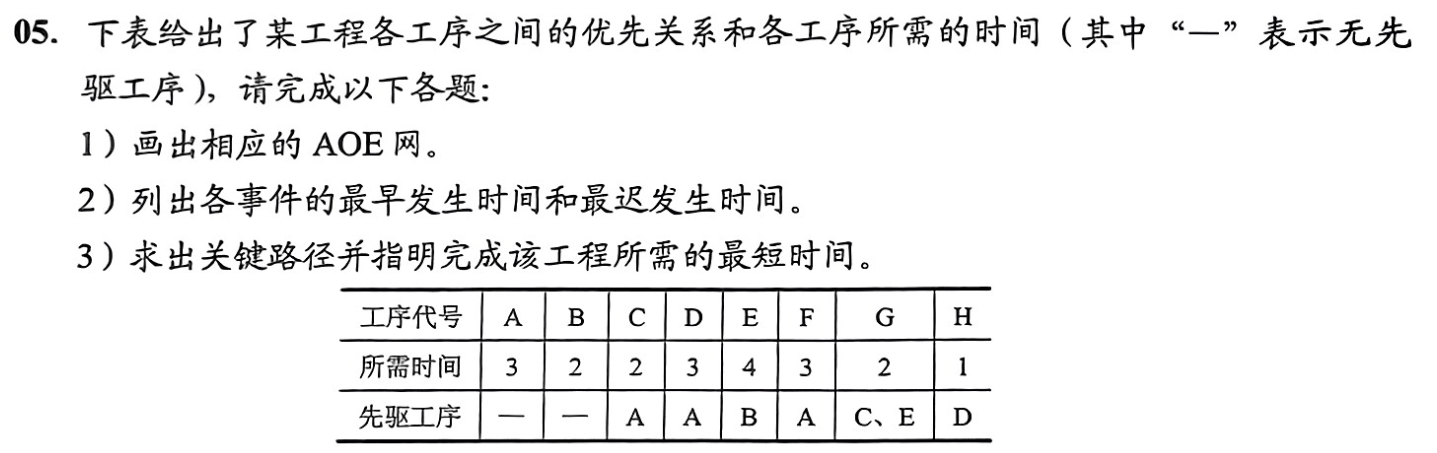 05. 下表给出了某工程各工序之间的优先关系和各工序所需的时间（其中“—”表示无先
驱工序），请完成以下各题：
1）画出相应的 AOE 网。
2）列出各事件的最早发生时间和最迟发生时间。
3）求出关键路径并指明完成该工程所需的最短时间。
工序代号 A B C D E F G H
所需时间 3 2 2 3 4 3 2 1
先驱工序 — — A A B A C、E D